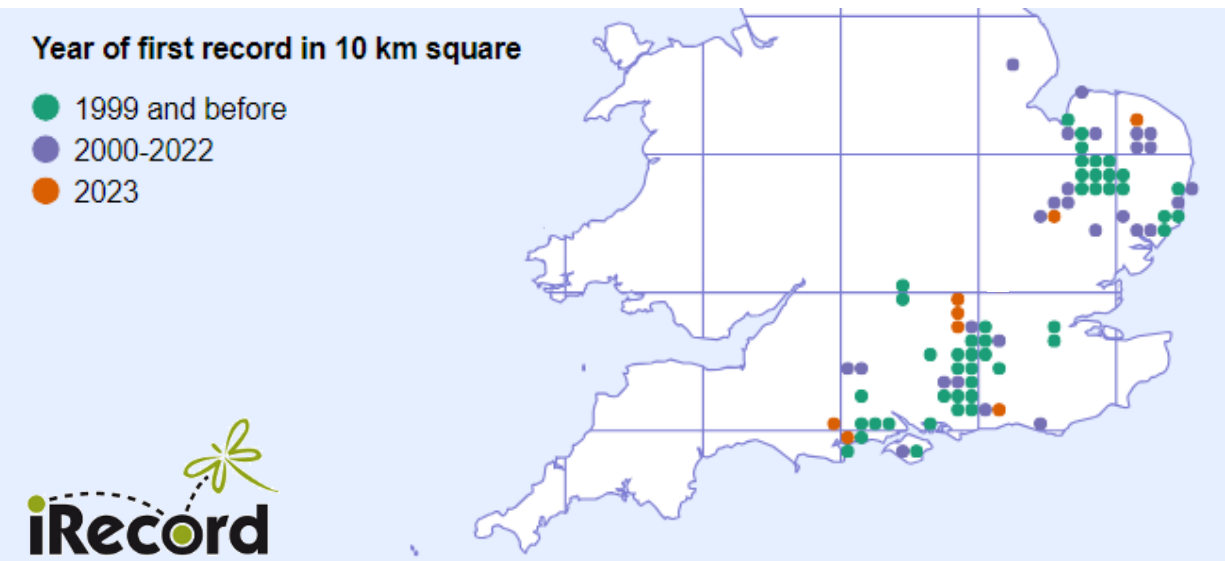 Year of first record in 10 km square
1999 and before
2000-2022
2023
iRecord